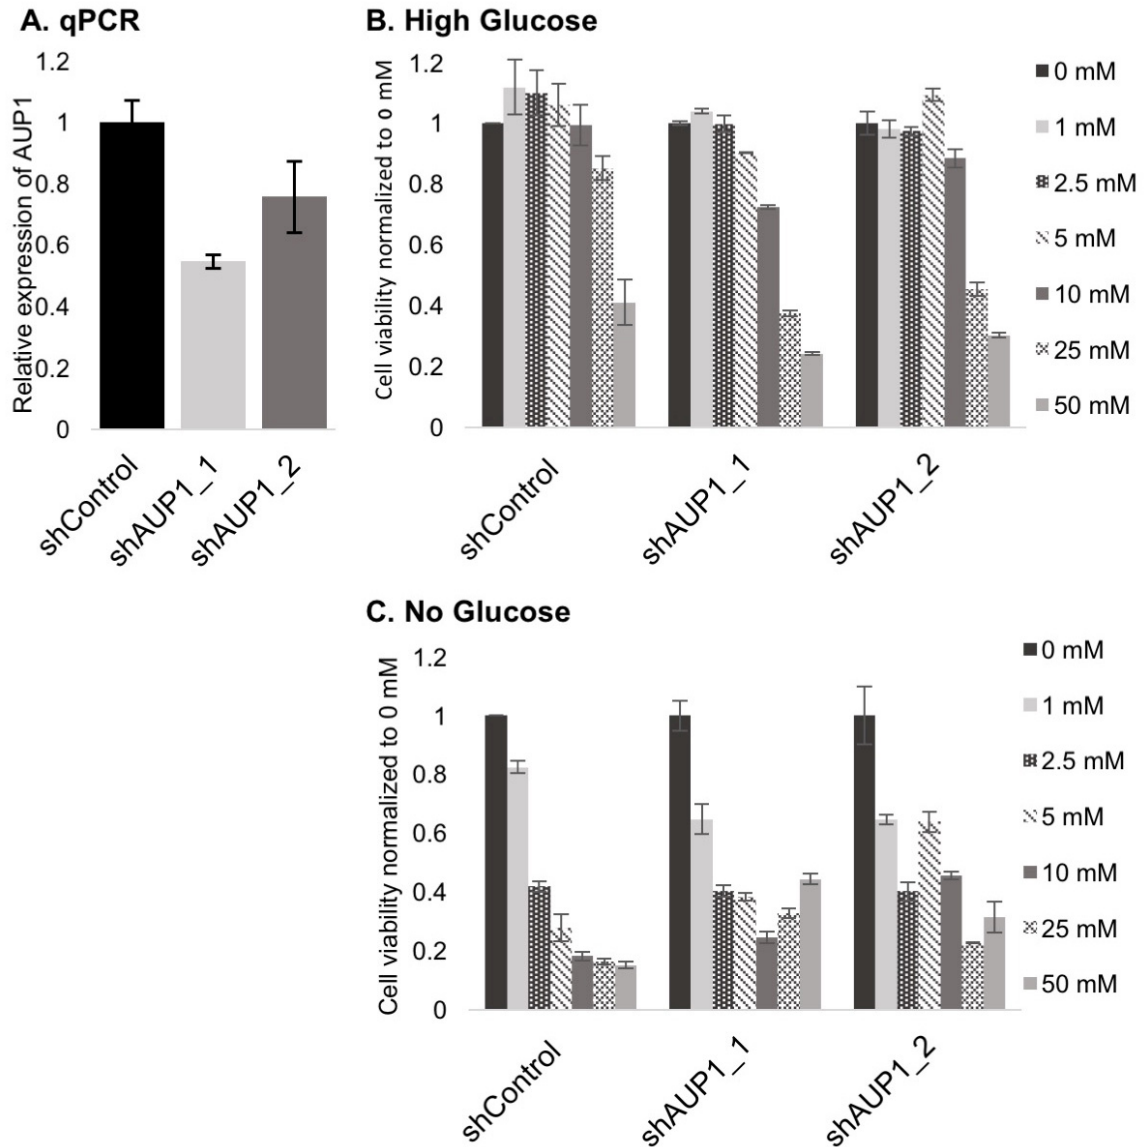 A. qPCR
Relative expression of AUP1
1.2
1
0.8
0.6
0.4
0.2
0
shControl
shAUP1_1
shAUP1_2
B. High Glucose
Cell viability normalized to 0 mM
1.2
1
0.8
0.6
0.4
0.2
0
shControl
shAUP1_1
shAUP1_2
0 mM
1 mM
2.5 mM
5 mM
10 mM
25 mM
50 mM
C. No Glucose
Cell viability normalized to 0 mM
1.2
1
0.8
0.6
0.4
0.2
0
shControl
shAUP1_1
shAUP1_2
0 mM
1 mM
2.5 mM
5 mM
10 mM
25 mM
50 mM